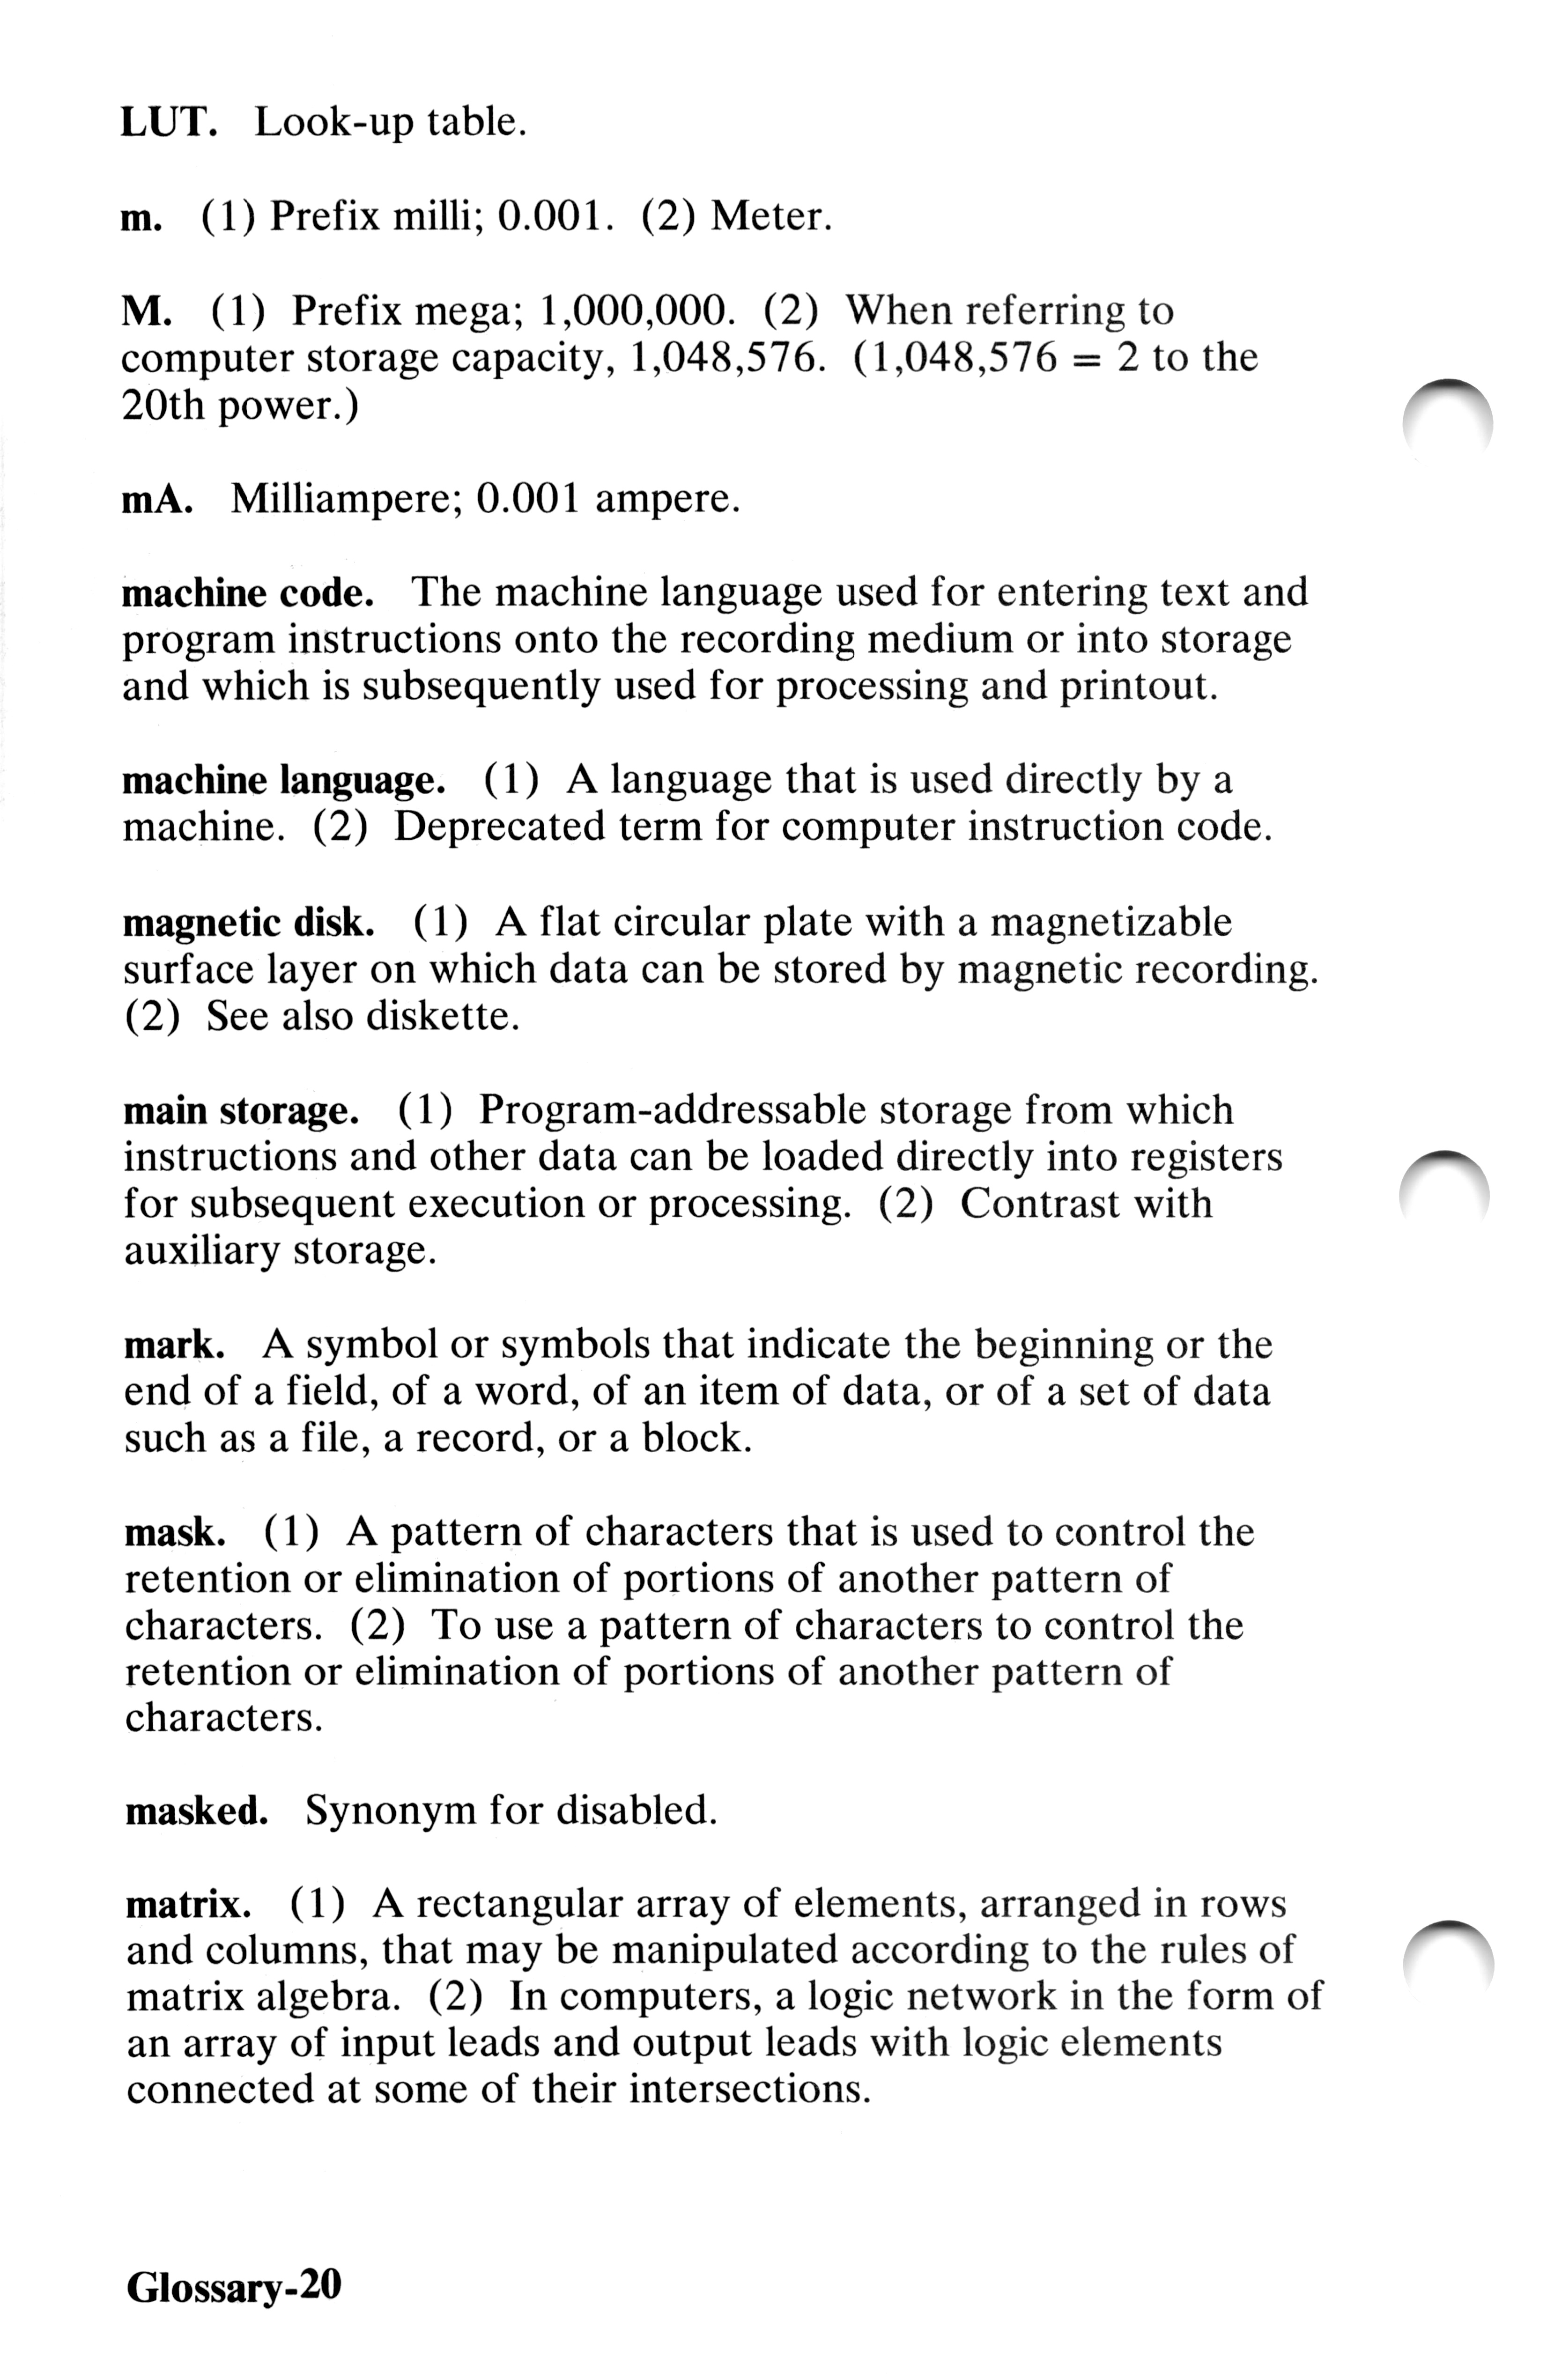 LUT. Look-up table.
m. (1) Prefix milli; 0.001. (2) Meter.
M. (1) Prefix mega; 1,000,000. (2) When referring to
computer storage capacity, 1,048,576. (1,048,576 = 2 to the
20th power.)
mA. Milliampere; 0.001 ampere.
machine code. The machine language used for entering text and
program instructions onto the recording medium or into storage
and which is subsequently used for processing and printout.
machine language. (1) A language that is used directly by a
machine. (2) Deprecated term for computer instruction code.
magnetic disk. (1) A flat circular plate with a magnetizable
surface layer on which data can be stored by magnetic recording.
(2) See also diskette.
main storage. (1) Program-addressable storage from which
instructions and other data can be loaded directly into registers
for subsequent execution or processing. (2) Contrast with
auxiliary storage.
mark. A symbol or symbols that indicate the beginning or the
end of a field, of a word, of an item of data, or of a set of data
such as a file, a record, or a block.
mask. (1) A pattern of characters that is used to control the
retention or elimination of portions of another pattern of
characters. (2) To use a pattern of characters to control the
retention or elimination of portions of another pattern of
characters.
masked. Synonym for disabled.
matrix. (1) A rectangular array of elements, arranged in rows
and columns, that may be manipulated according to the rules of
matrix algebra. (2) In computers, a logic network in the form of
an array of input leads and output leads with logic elements
connected at some of their intersections.
Glossary-20